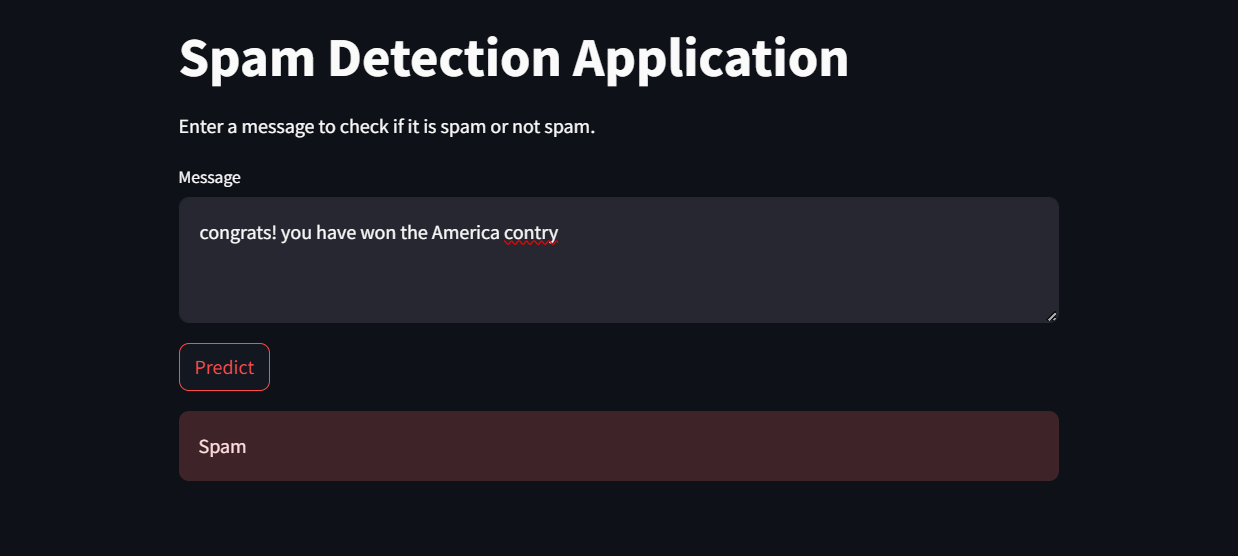 Spam Detection Application
Enter a message to check if it is spam or not spam.
Message
congrats! you have won the America contry
Predict
Spam